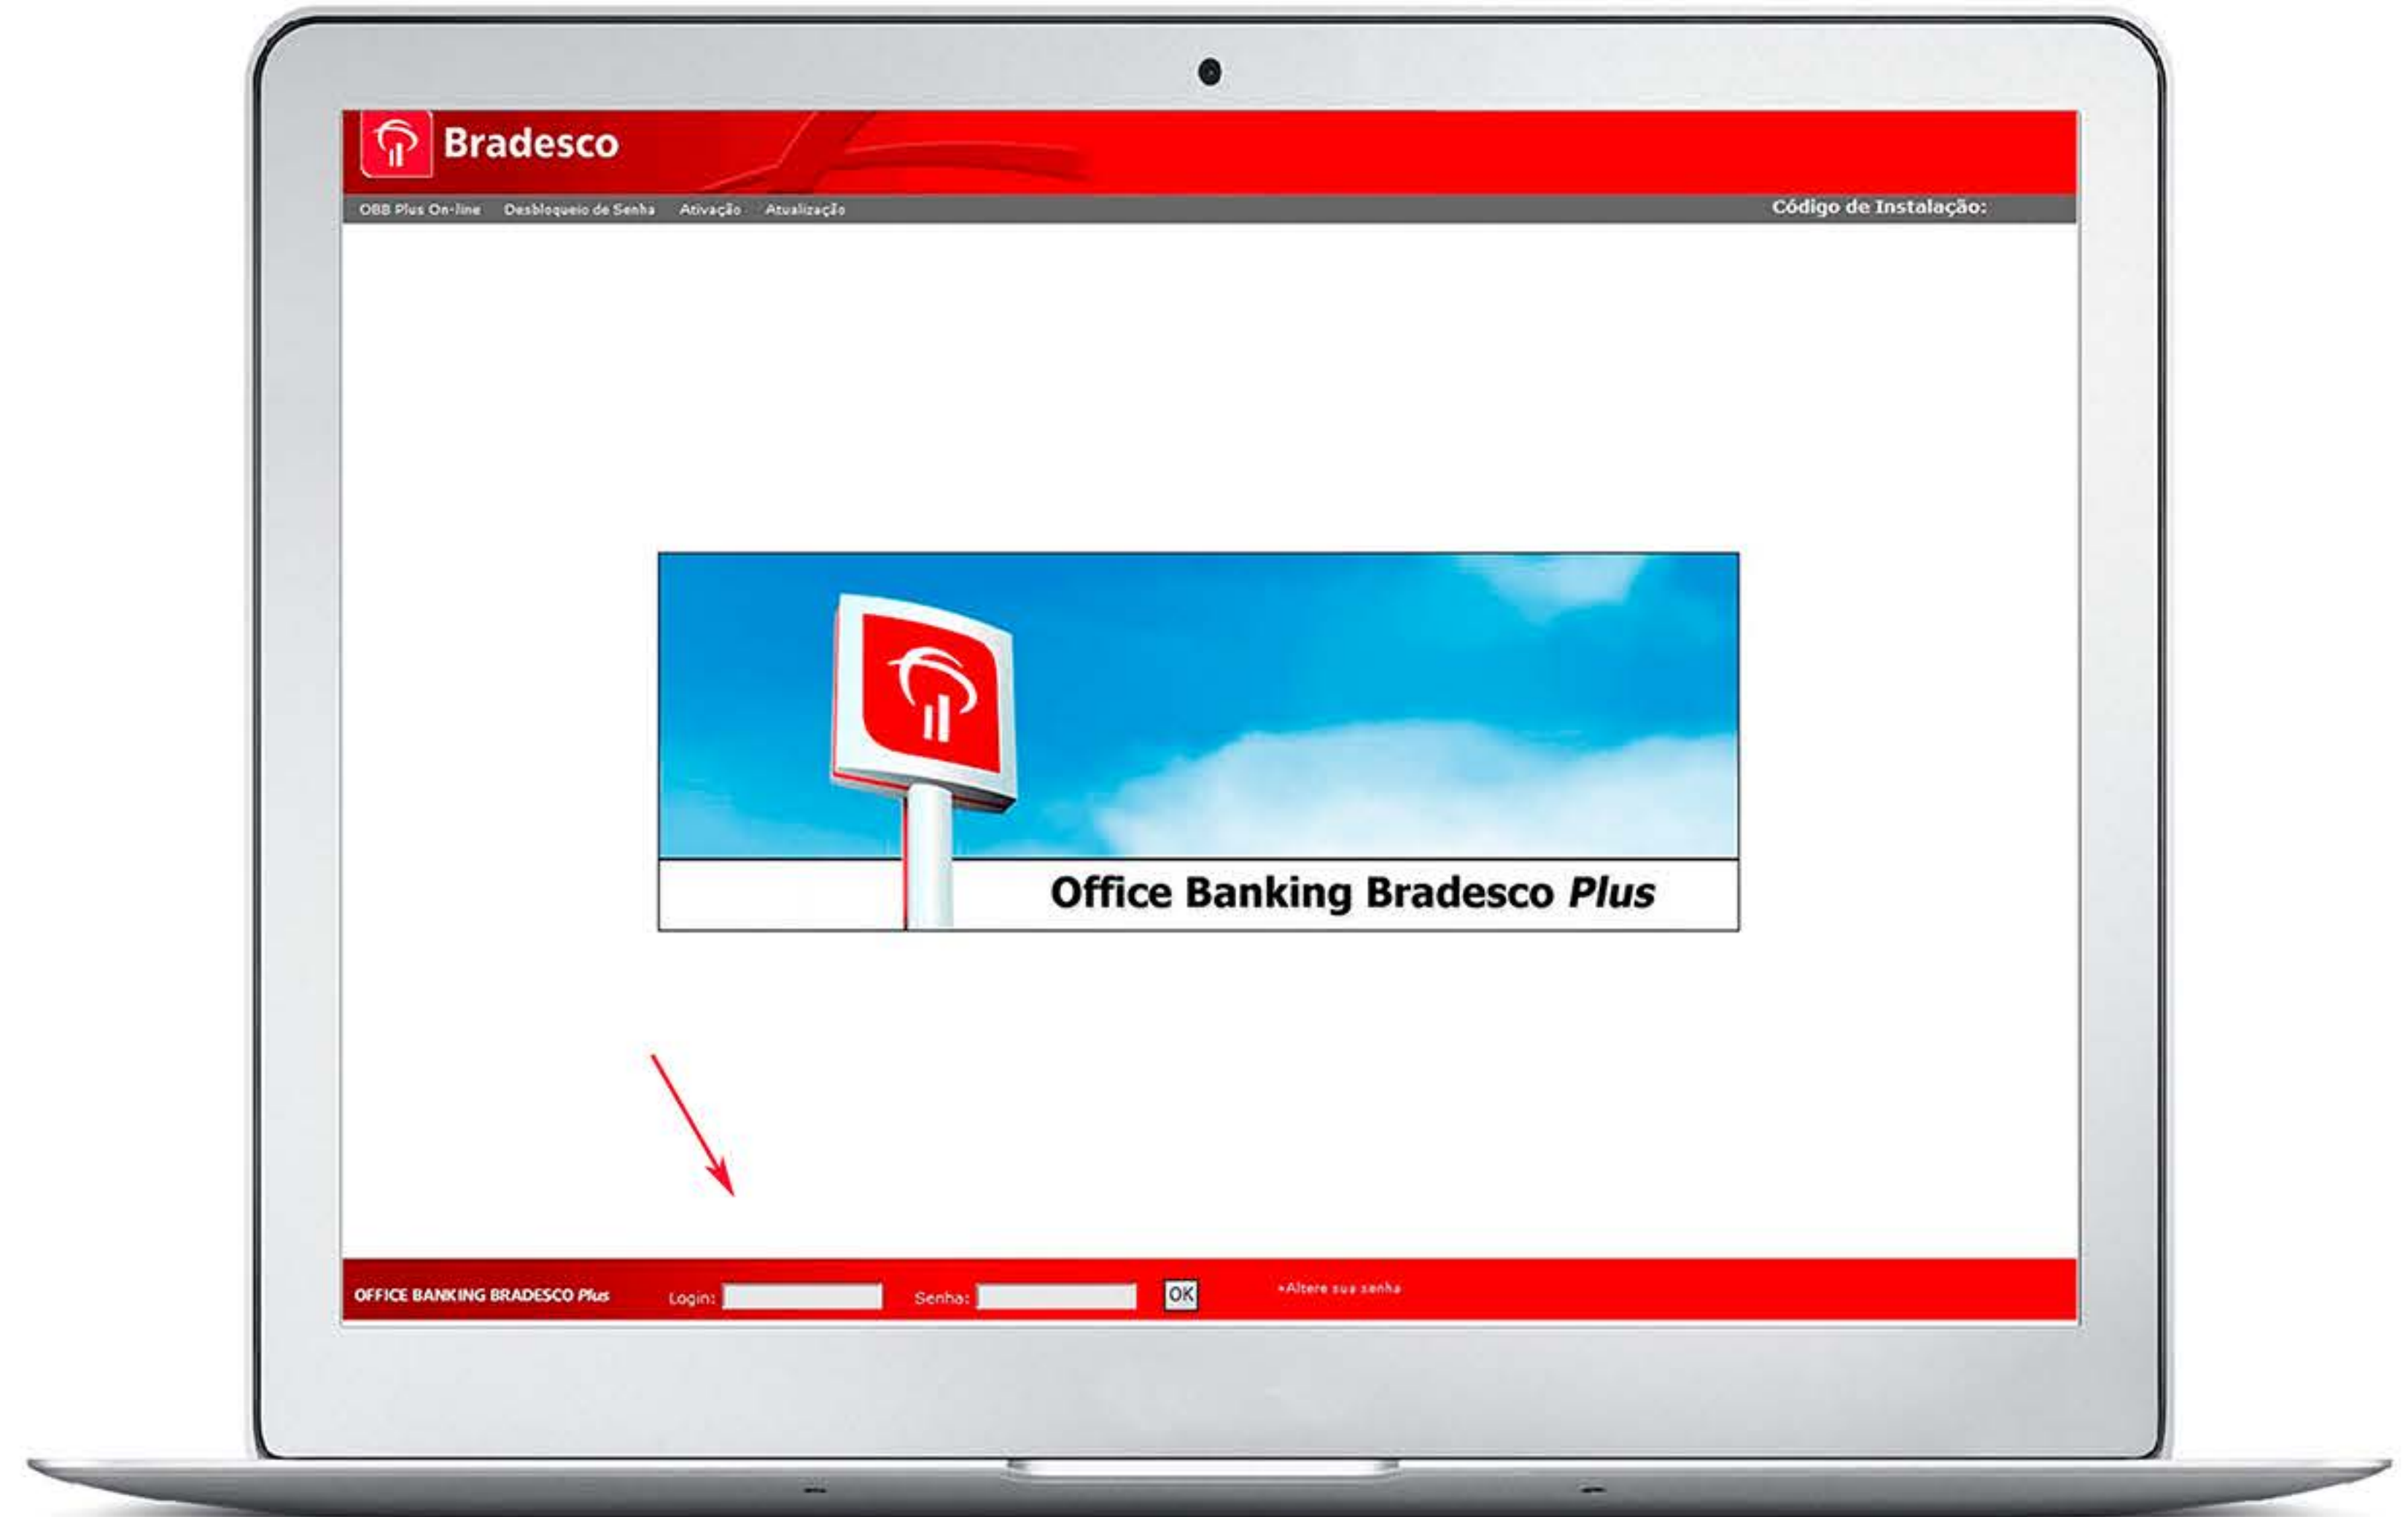 Bradesco
OBB Plus On-line Desbloqueio de Senha Ativação Atualização Código de Instalação:
Office Banking Bradesco Plus
OFFICE BANKING BRADESCO Plus Login: Senha: OK •Altere sua senha